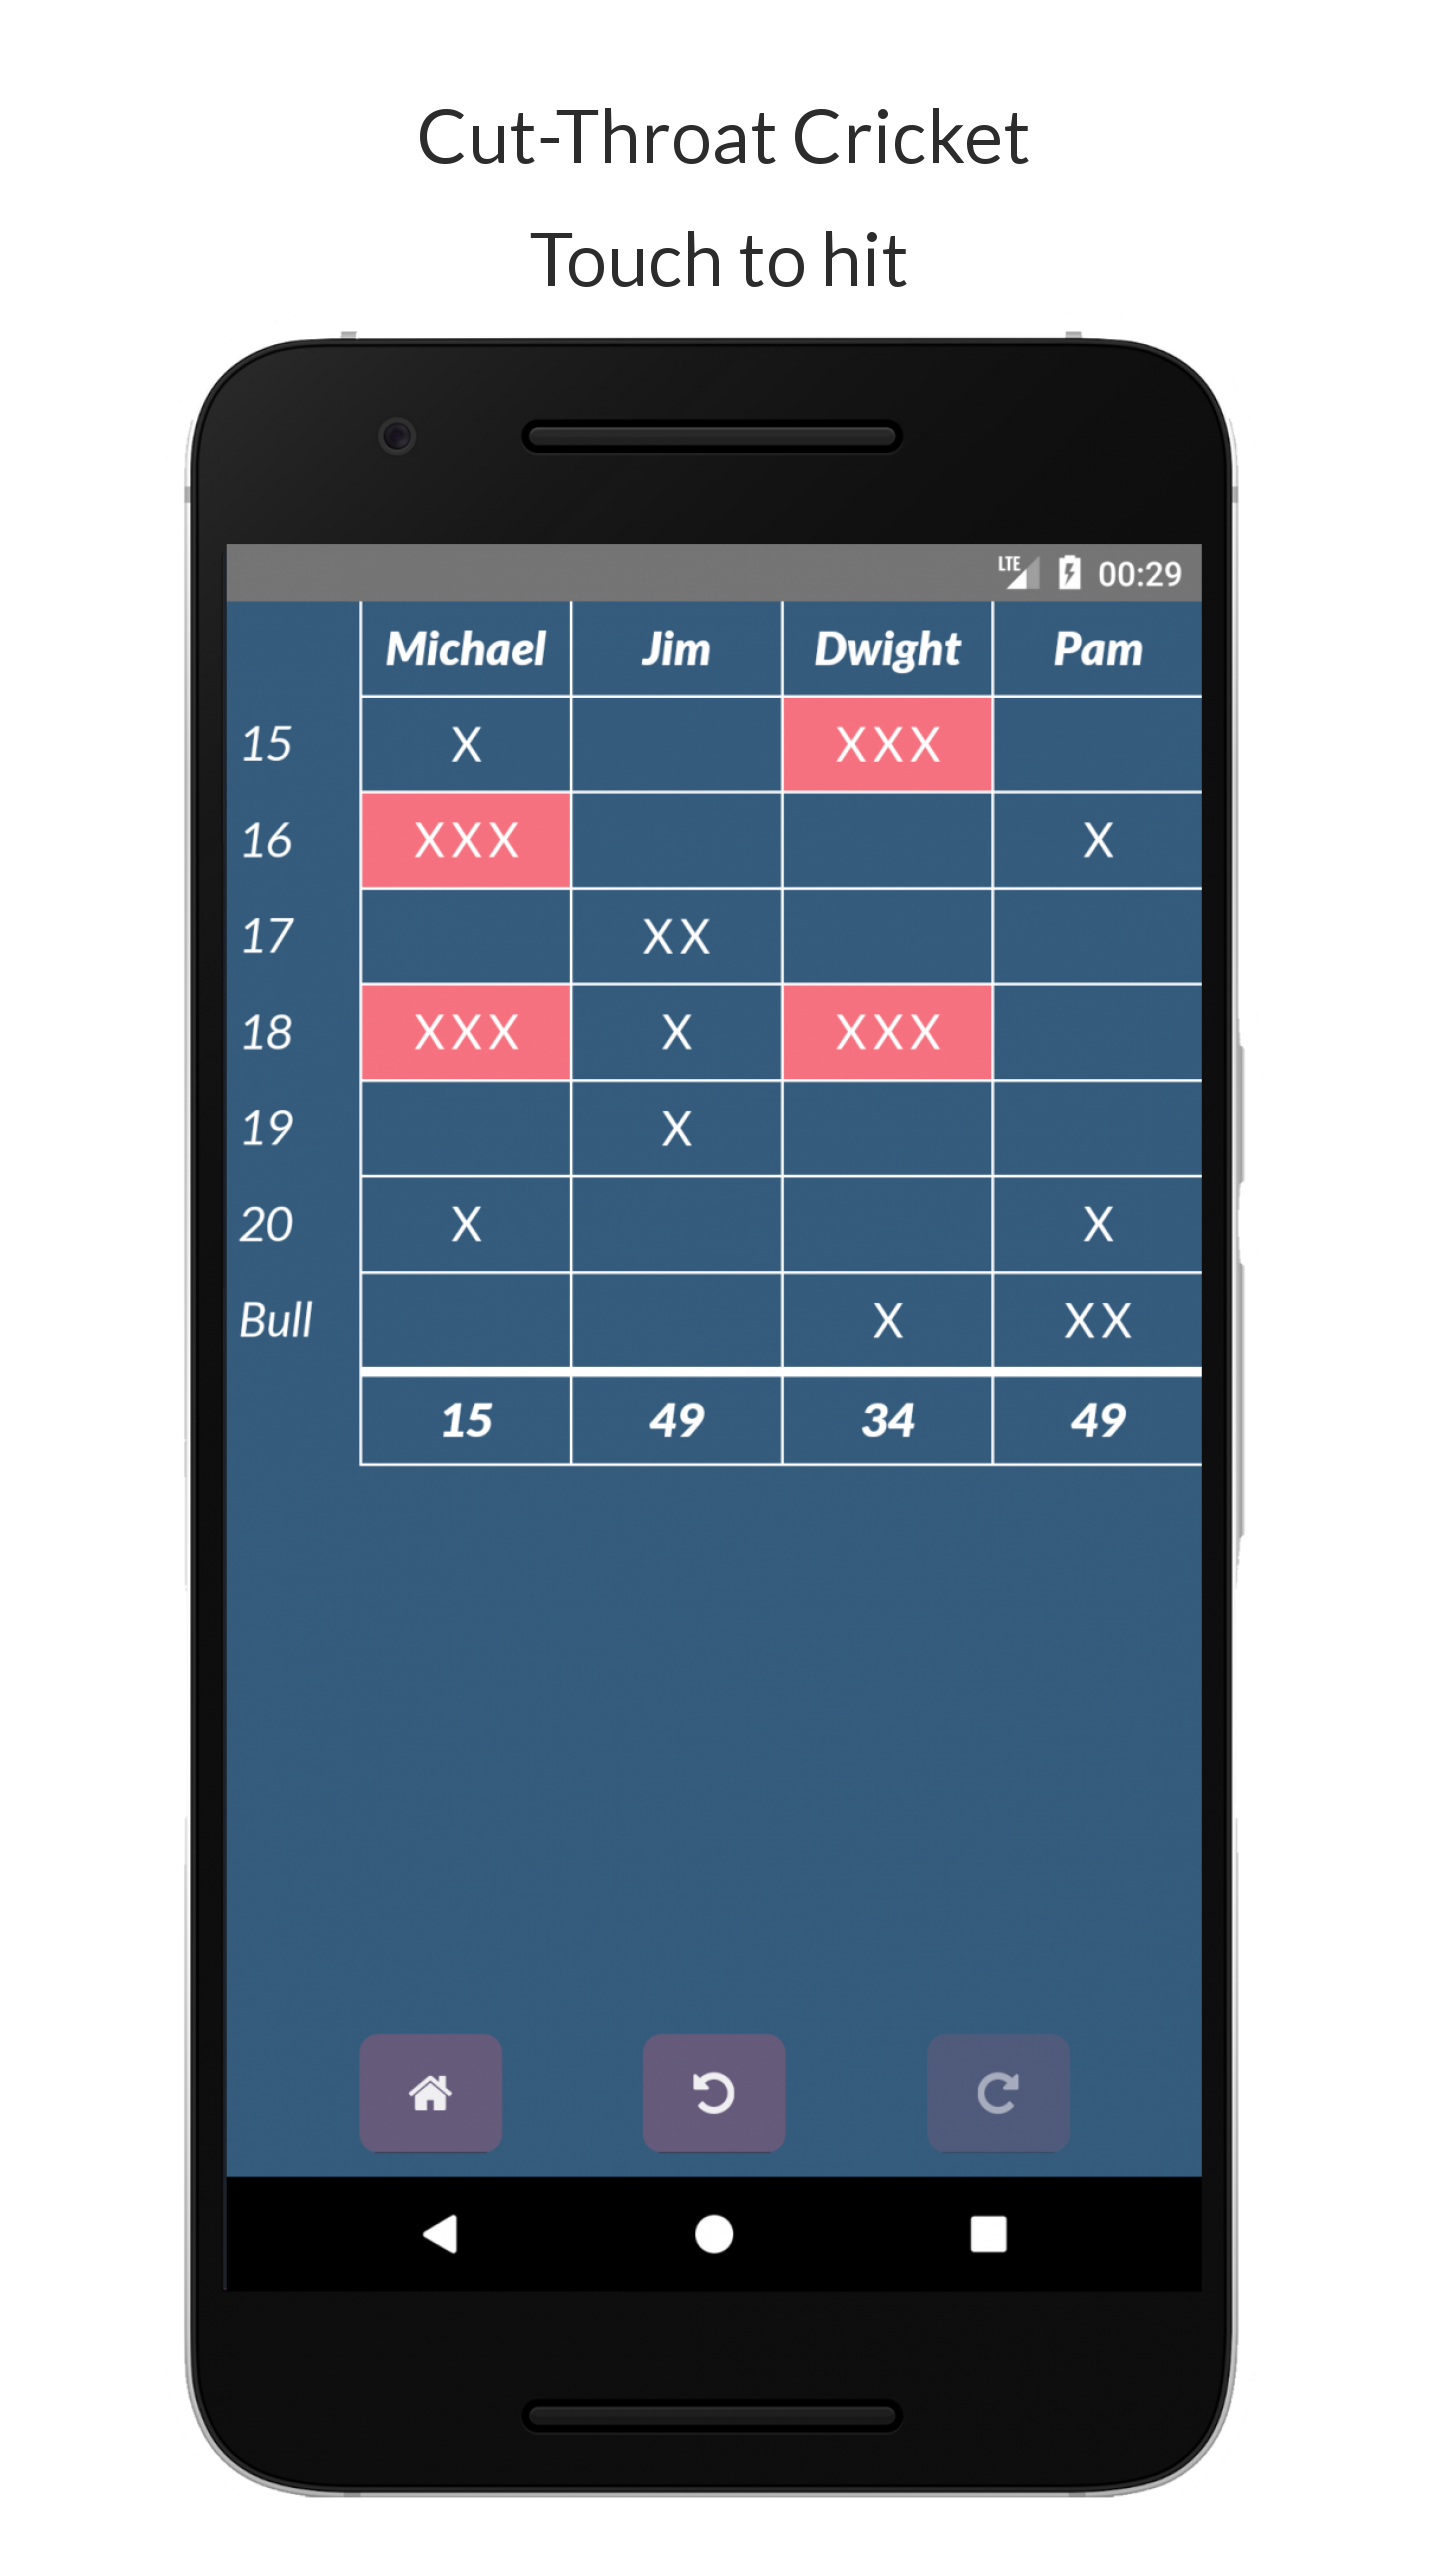 Cut-Throat Cricket
Touch to hit
LTE 00:29
Michael Jim Dwight Pam
15 X XXX
16 XXX X
17 XX
18 XXX X XXX
19 X
20 X X
Bull X XX
15 49 34 49